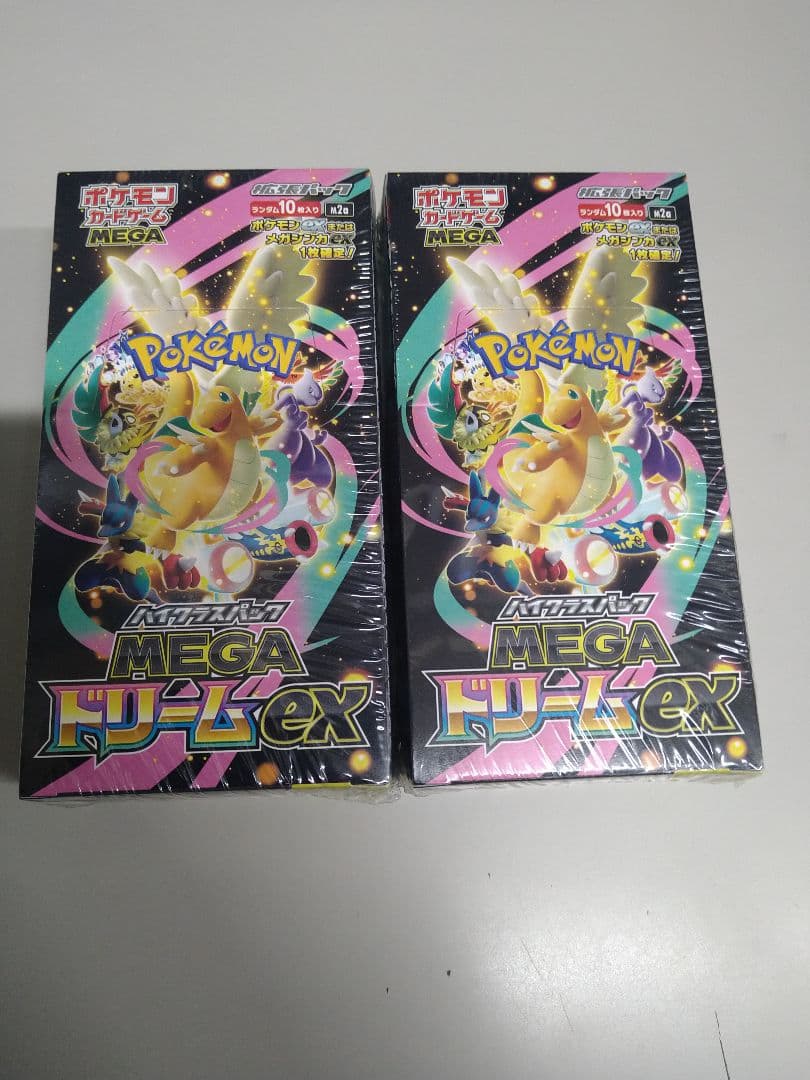 ポケモン
カードゲーム
MEGA
拡張パック
ランダム10枚入り
M2a
ポケモンexまたは
メガシンカex
1枚確定!
POKéMON
ハイクラスパック
MEGA
ドリームex
ポケモン
カードゲーム
MEGA
拡張パック
ランダム10枚入り
M2a
ポケモンexまたは
メガシンカex
1枚確定!
POKéMON
ハイクラスパック
MEGA
ドリームex